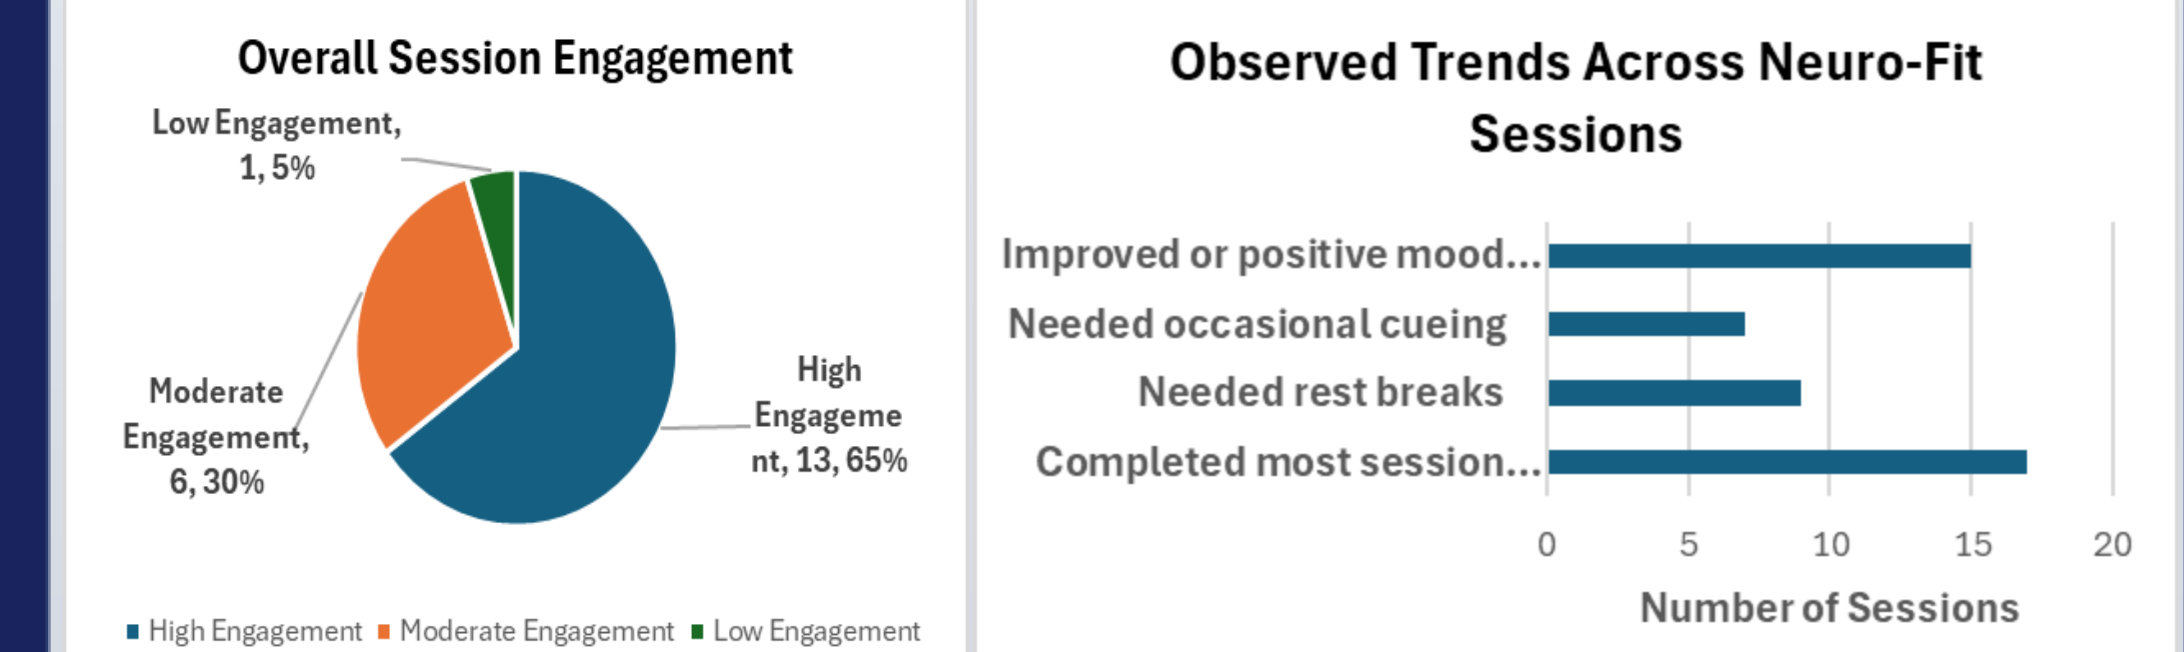 Overall Session Engagement
Low Engagement,
1, 5%
Moderate
Engagement,
6, 30%
High
Engageme
nt, 13, 65%
High Engagement Moderate Engagement Low Engagement
Observed Trends Across Neuro-Fit
Sessions
Improved or positive mood...
Needed occasional cueing
Needed rest breaks
Completed most session...
0 5 10 15 20
Number of Sessions